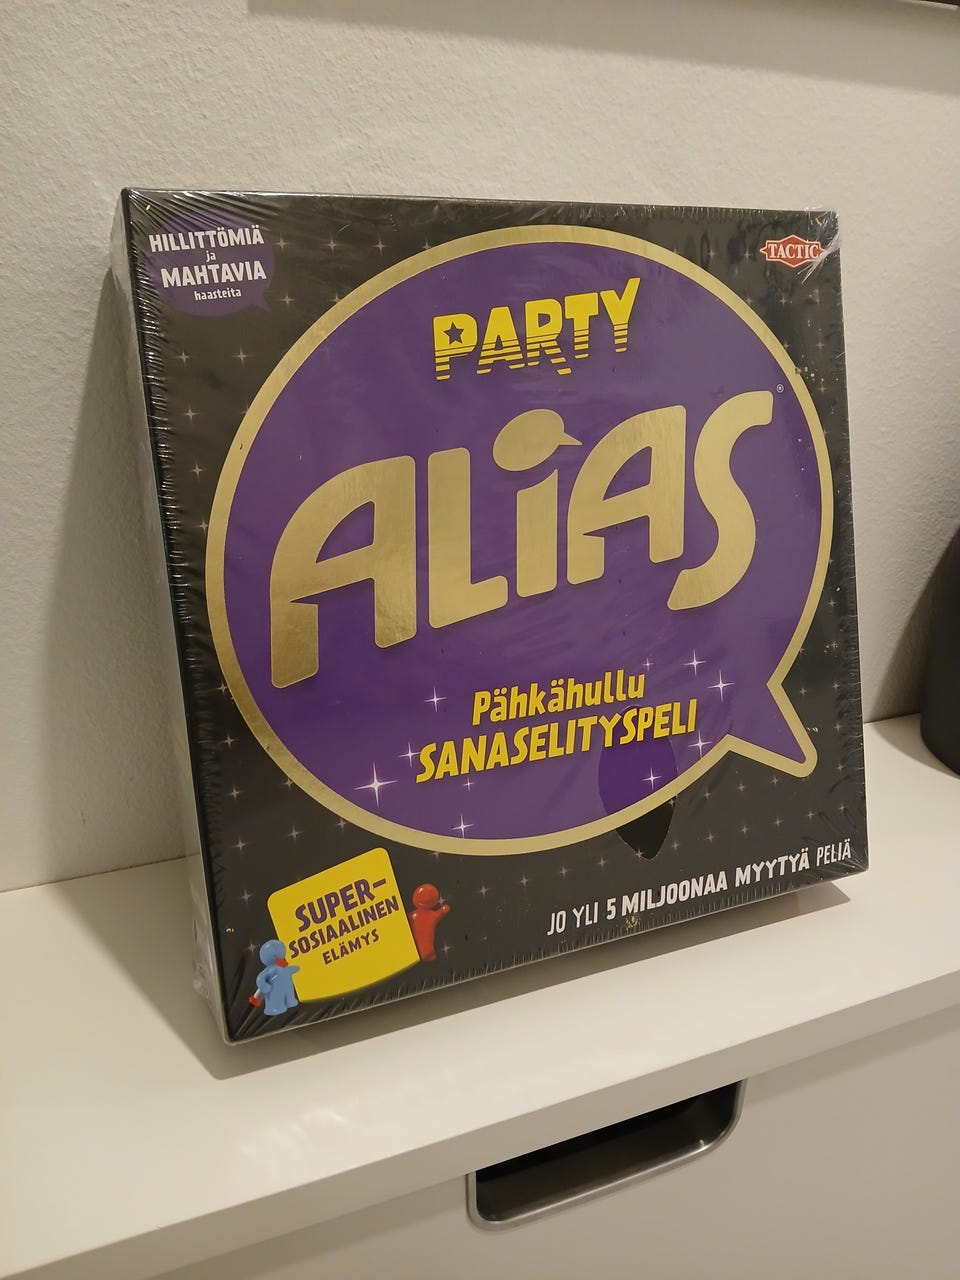 HILLITTÖMIÄ
ja
MAHTAVIA
haasteita
TACTIC
PARTY
ALiAS®
Pähkähullu
SANASELITYSPELI
SUPER-
SOSIAALINEN
ELÄMYS
JO YLI 5 MILJOONAA MYYTYÄ PELIÄ